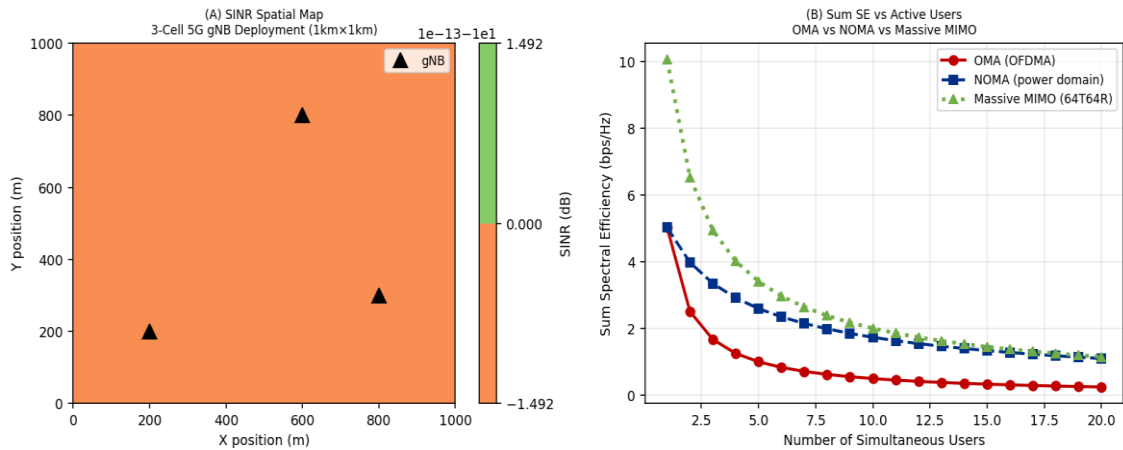 (A) SINR Spatial Map
3-Cell 5G gNB Deployment (1km×1km)
1e−13−1e1
1000
800
600
400
200
0
Y position (m)
0
200
400
600
800
1000
X position (m)
gNB
1.492
0.000
−1.492
SINR (dB)
(B) Sum SE vs Active Users
OMA vs NOMA vs Massive MIMO
OMA (OFDMA)
NOMA (power domain)
Massive MIMO (64T64R)
10
8
6
4
2
0
Sum Spectral Efficiency (bps/Hz)
2.5
5.0
7.5
10.0
12.5
15.0
17.5
20.0
Number of Simultaneous Users